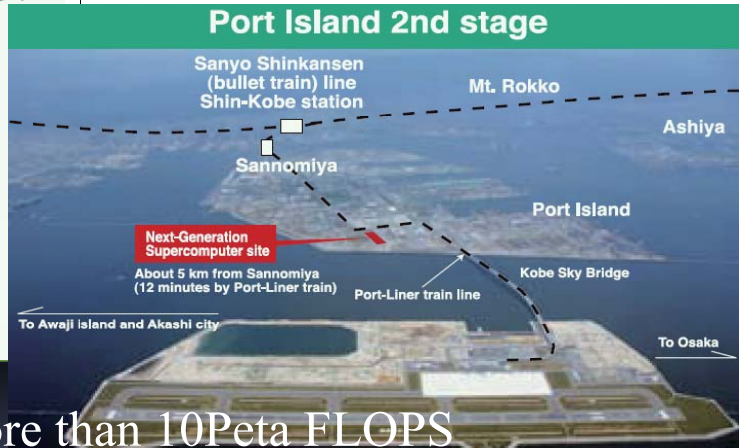 Port Island 2nd stage
Sanyo Shinkansen
(bullet train) line
Shin-Kobe station
Mt. Rokko
Ashiya
Sannomiya
Port Island
Next-Generation
Supercomputer site
About 5 km from Sannomiya
(12 minutes by Port-Liner train)
Kobe Sky Bridge
Port-Liner train line
To Awaji island and Akashi city
To Osaka
than 10Peta FLOPS